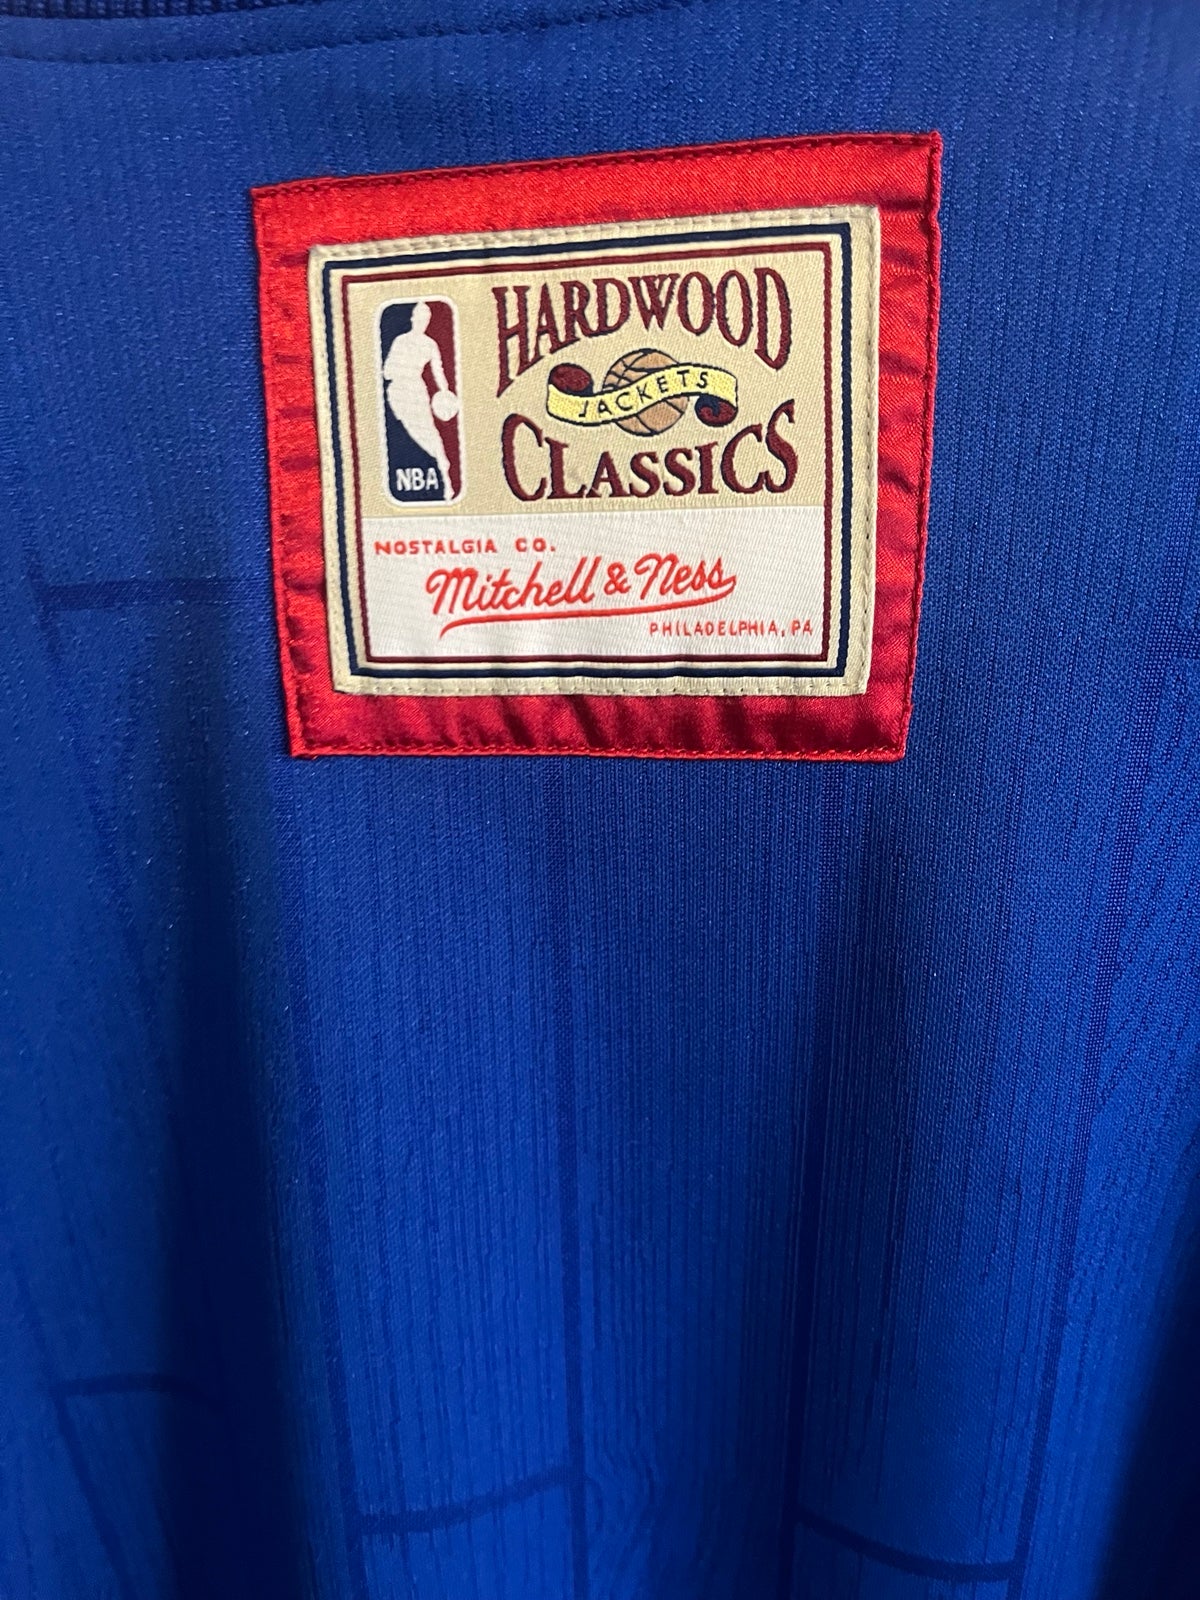 HARDWOOD
JACKETS
CLASSICS
NBA
NOSTALGIA CO.
Mitchell & Ness
PHILADELPHIA, PA